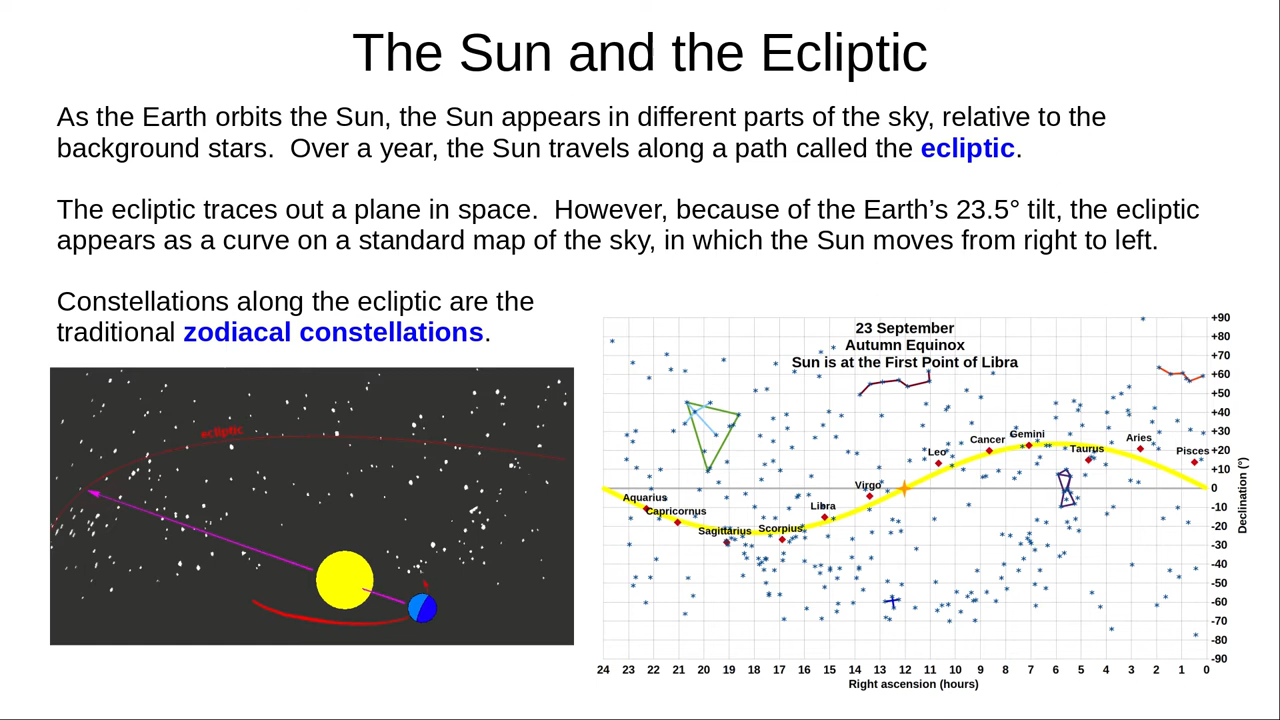 The Sun and the Ecliptic
As the Earth orbits the Sun, the Sun appears in different parts of the sky, relative to the
background stars.  Over a year, the Sun travels along a path called the ecliptic.
The ecliptic traces out a plane in space.  However, because of the Earth’s 23.5° tilt, the ecliptic
appears as a curve on a standard map of the sky, in which the Sun moves from right to left.
Constellations along the ecliptic are the
traditional zodiacal constellations.
ecliptic
23 September
Autumn Equinox
Sun is at the First Point of Libra
+90
+80
+70
+60
+50
+40
+30
+20
+10
0
-10
-20
-30
-40
-50
-60
-70
-80
-90
Declination (°)
Aquarius
Capricornus
Sagittarius
Scorpius
Libra
Virgo
Leo
Cancer
Gemini
Taurus
Aries
Pisces
24 23 22 21 20 19 18 17 16 15 14 13 12 11 10 9 8 7 6 5 4 3 2 1 0
Right ascension (hours)